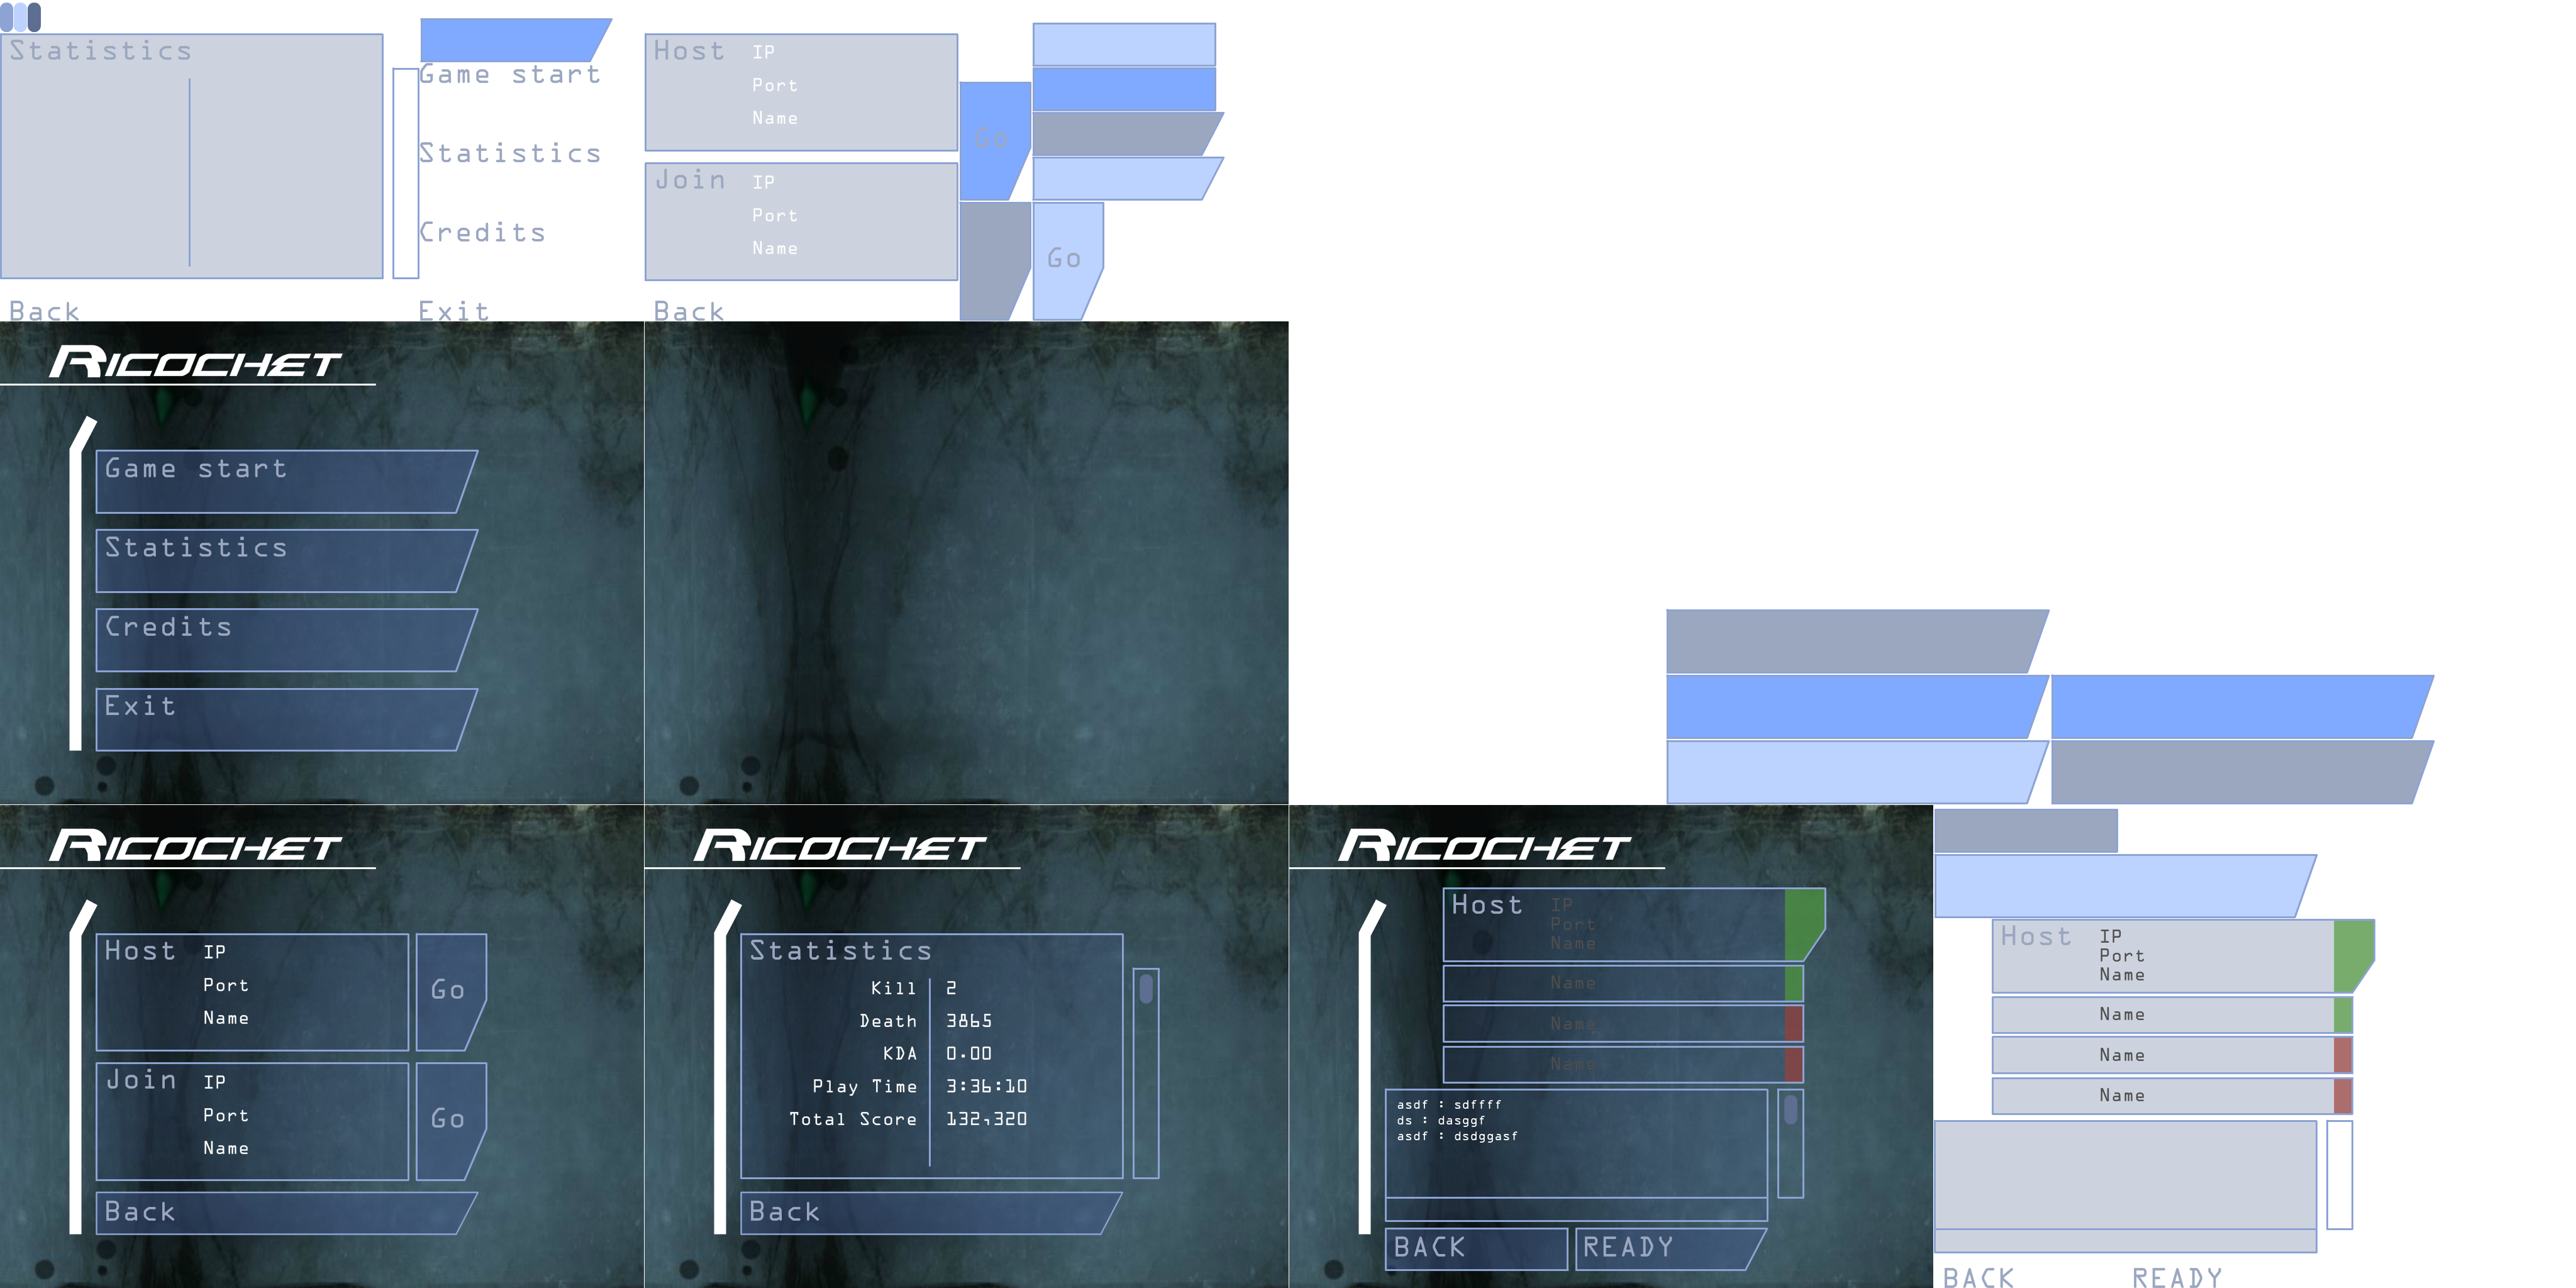 Statistics
Back
Game start
Statistics
Credits
Exit
Host IP
Port
Name
Go
Join IP
Port
Name
Go
Back
RICOCHET
Game start
Statistics
Credits
Exit
RICOCHET
Host IP
Port
Name
Go
Join IP
Port
Name
Go
Back
RICOCHET
Statistics
Kill 2
Death 3865
KDA 0.00
Play Time 3:36:10
Total Score 132,320
Back
RICOCHET
Host IP
Port
Name
Name
Name
Name
asdf : sdffff
ds : dasggf
asdf : dsdggasf
BACK READY
Host IP
Port
Name
Name
Name
Name
BACK READY